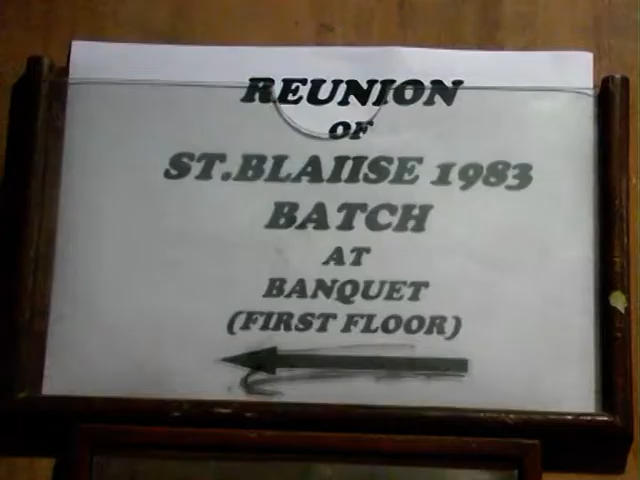 REUNION
OF
ST.BLAIISE 1983
BATCH
AT
BANQUET
(FIRST FLOOR)